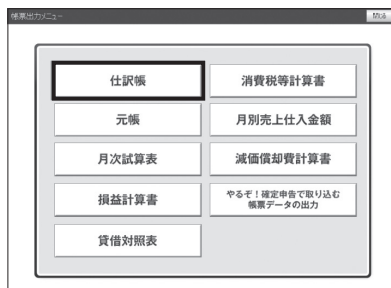 帳票出力メニュー
閉じる
仕訳帳
消費税等計算書
元帳
月別売上仕入金額
月次試算表
減価償却費計算書
損益計算書
やるぞ!確定申告で取り込む
帳票データの出力
貸借対照表